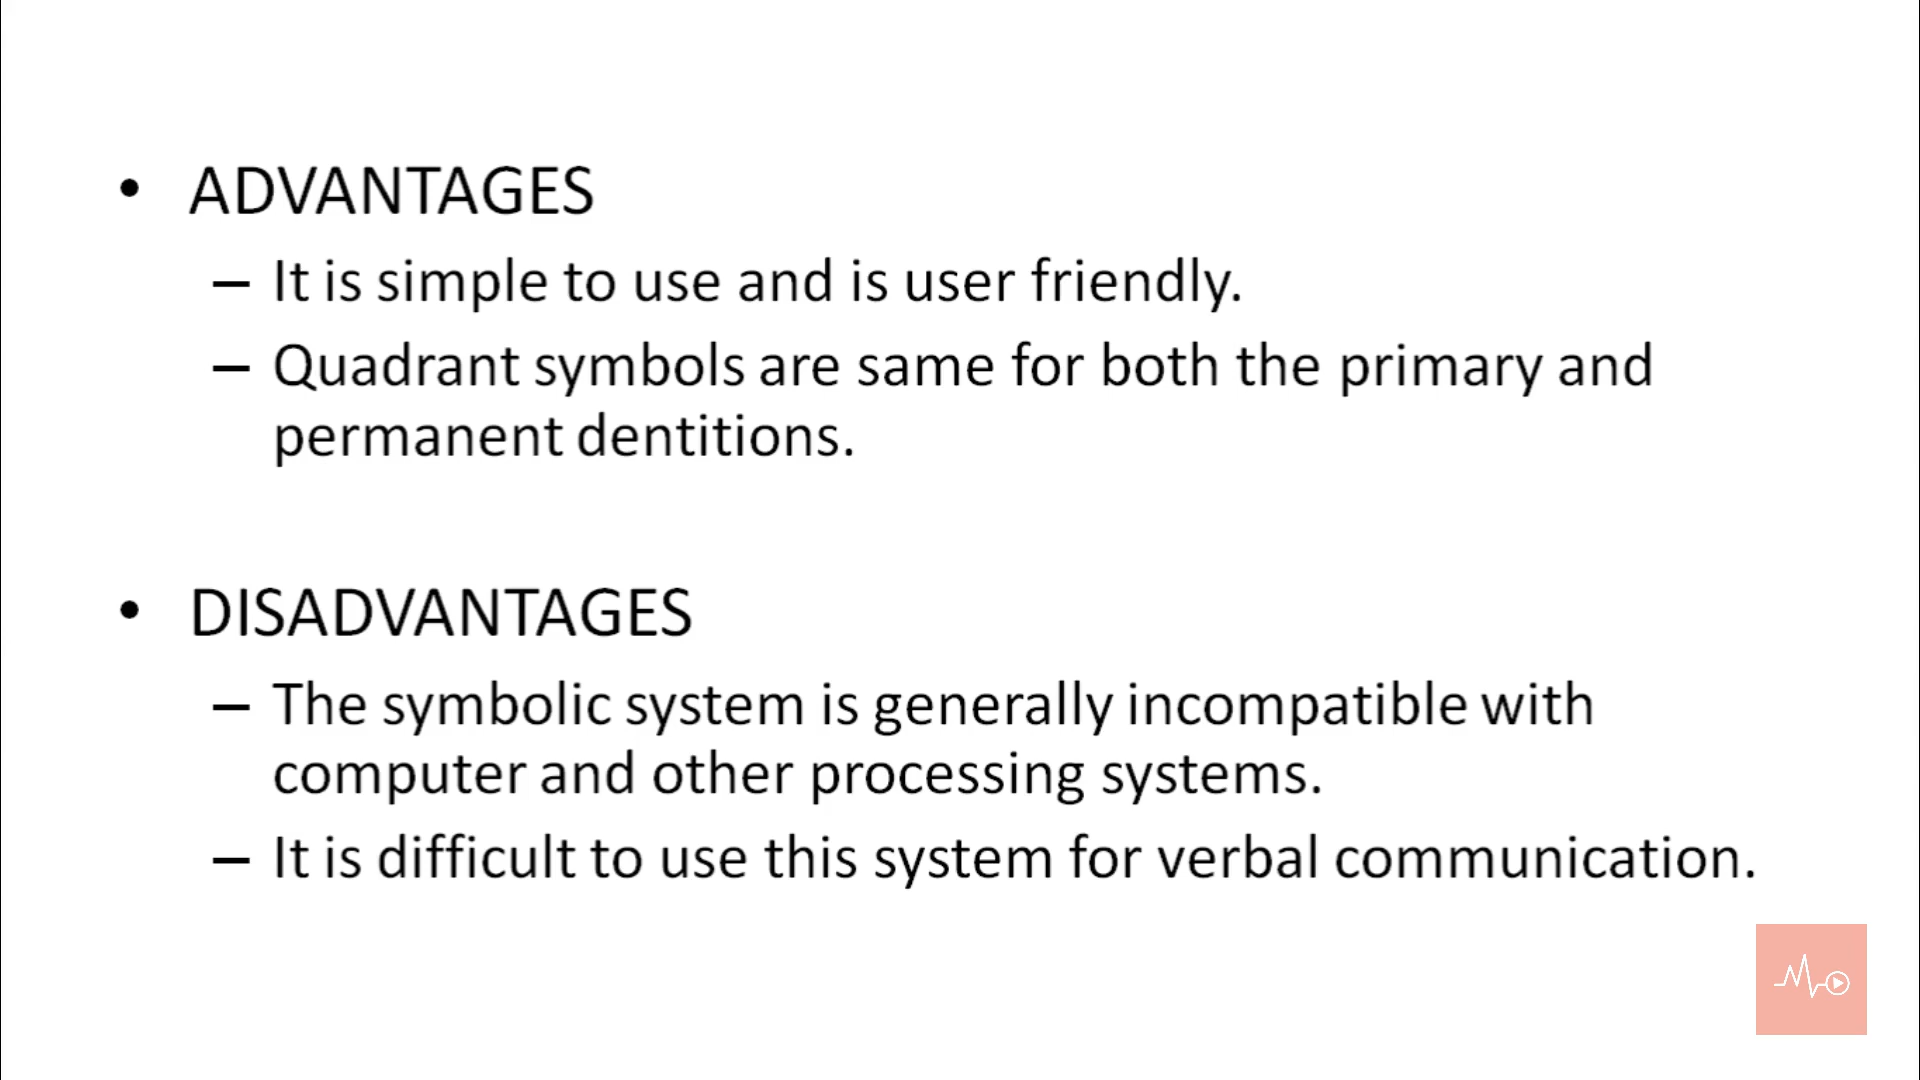 • ADVANTAGES
– It is simple to use and is user friendly.
– Quadrant symbols are same for both the primary and
permanent dentitions.
• DISADVANTAGES
– The symbolic system is generally incompatible with
computer and other processing systems.
– It is difficult to use this system for verbal communication.